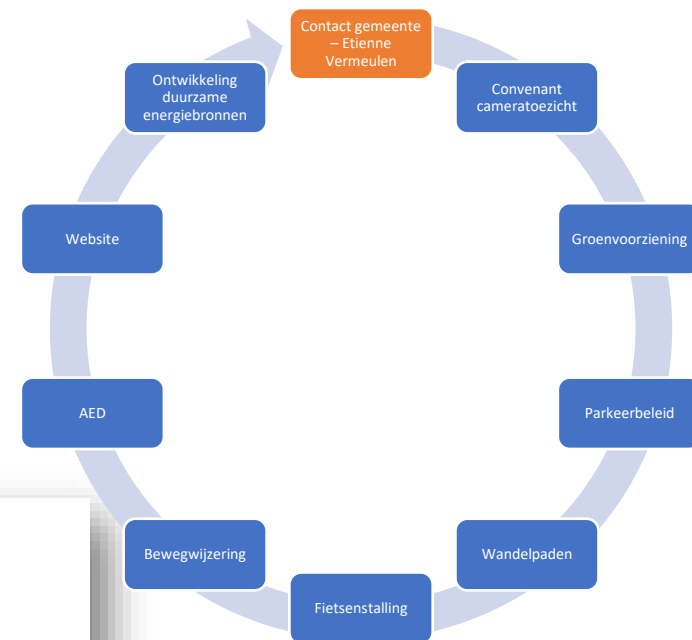 Contact gemeente
– Etienne
Vermeulen
Convenant
cameratoezicht
Groenvoorziening
Parkeerbeleid
Wandelpaden
Fietsenstalling
Bewegwijzering
AED
Website
Ontwikkeling
duurzame
energiebronnen